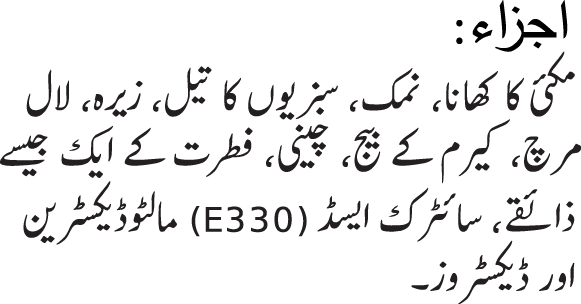 اجزاء:
مکئی کا کھانا، نمک، سبزیوں کا تیل، زیرہ، لال
مرچ، کیرم کے بیج، چینی، فطرت کے ایک جیسے
ذائقے، سائٹرک ایسڈ (E330) مالٹوڈیکسٹرین
اور ڈیکسٹروز۔